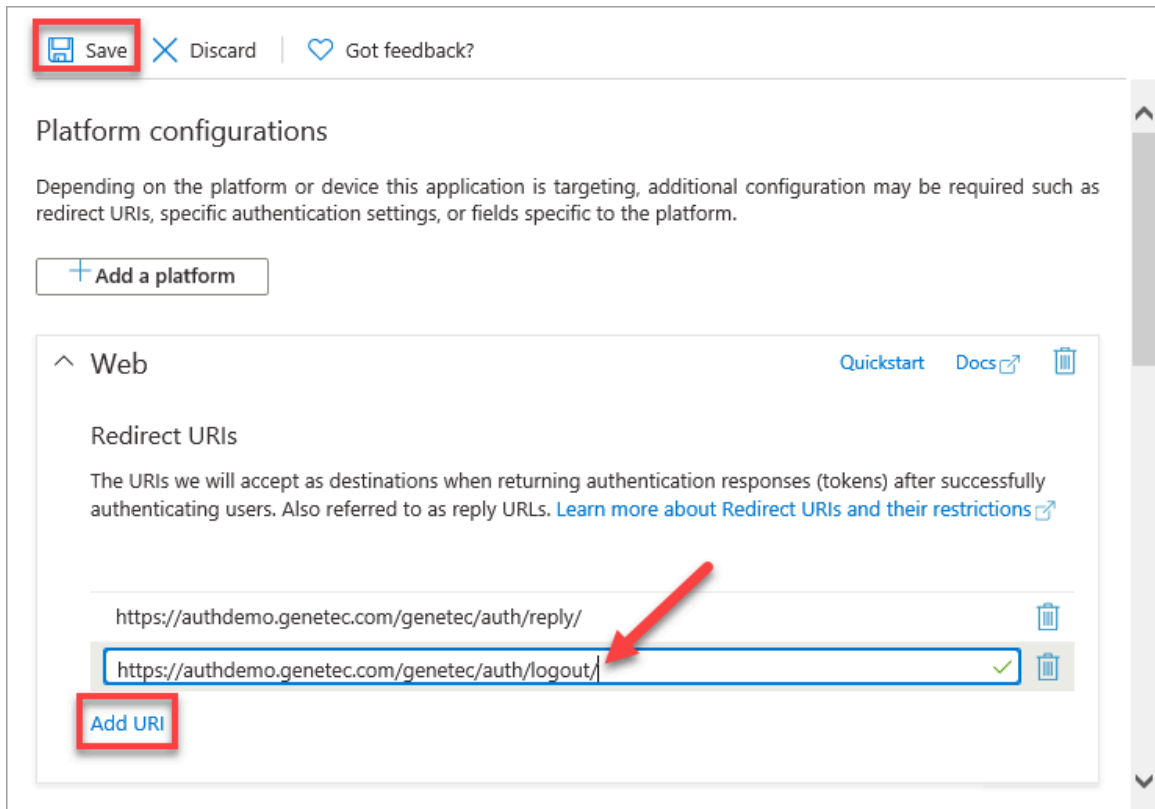 Save Discard Got feedback?
Platform configurations
Depending on the platform or device this application is targeting, additional configuration may be required such as
redirect URIs, specific authentication settings, or fields specific to the platform.
Add a platform
Web Quickstart Docs
Redirect URIs
The URIs we will accept as destinations when returning authentication responses (tokens) after successfully
authenticating users. Also referred to as reply URLs. Learn more about Redirect URIs and their restrictions
https://authdemo.genetec.com/genetec/auth/reply/
https://authdemo.genetec.com/genetec/auth/logout/
Add URI